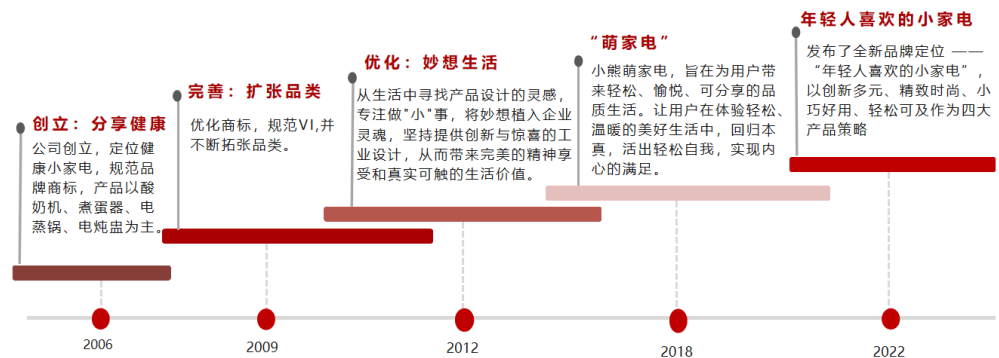 创立：分享健康
公司创立，定位健
康小家电，规范品
牌商标，产品以酸
奶机、煮蛋器、电
蒸锅、电炖盅为主。
完善：扩张品类
优化商标，规范VI,并
不断拓张品类。
优化：妙想生活
从生活中寻找产品设计的灵感，
专注做"小"事，将妙想植入企业
灵魂，坚持提供创新与惊喜的工
业设计，从而带来完美的精神享
受和真实可触的生活价值。
“萌家电”
小熊萌家电，旨在为用户带
来轻松、愉悦、可分享的品
质生活。让用户在体验轻松、
温暖的美好生活中，回归本
真，活出轻松自我，实现内
心的满足。
年轻人喜欢的小家电
发布了全新品牌定位 ——
“年轻人喜欢的小家电”，
以创新多元、精致时尚、小
巧好用、轻松可及作为四大
产品策略
2006
2009
2012
2018
2022